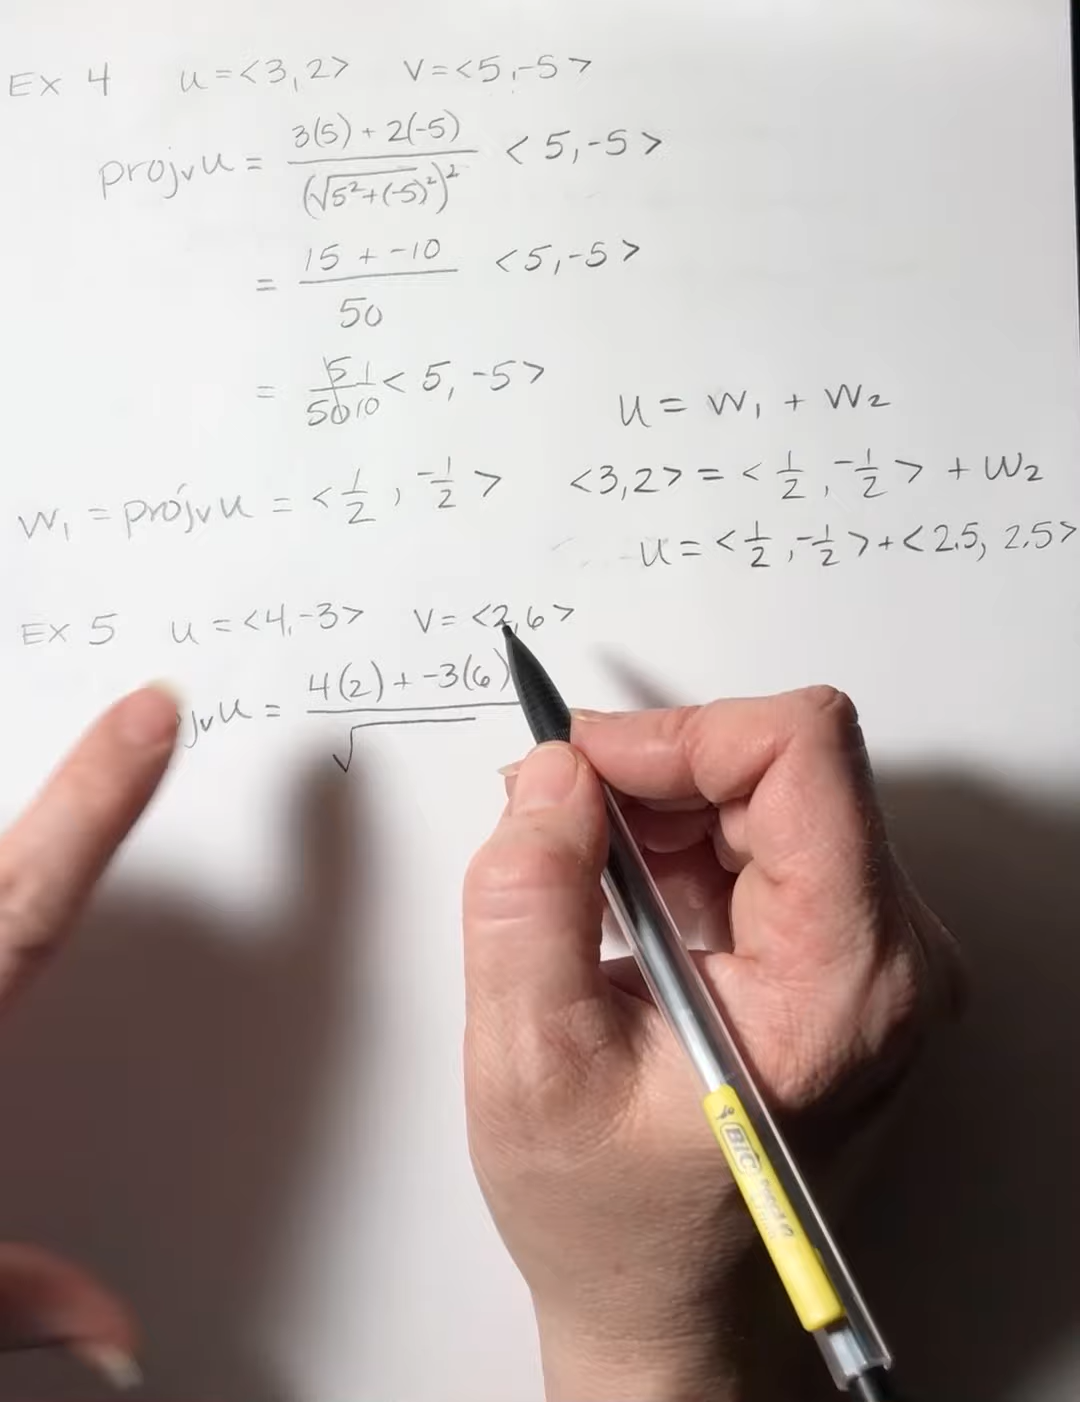 Ex 4 u = <3,2> v = <5,-5>
projᵥu = 3(5) + 2(-5) / (√5²+(-5)²)² <5,-5>
= 15 + -10 / 50 <5,-5>
= 5 1 / 50 10 <5,-5>
u = w₁ + w₂
w₁ = projᵥu = <1/2, -1/2>
<3,2> = <1/2, -1/2> + w₂
u = <1/2, -1/2> + <2.5, 2.5>
Ex 5 u = <4,-3> v = <2,6>
jᵥu = 4(2) + -3(6) / √
BIC